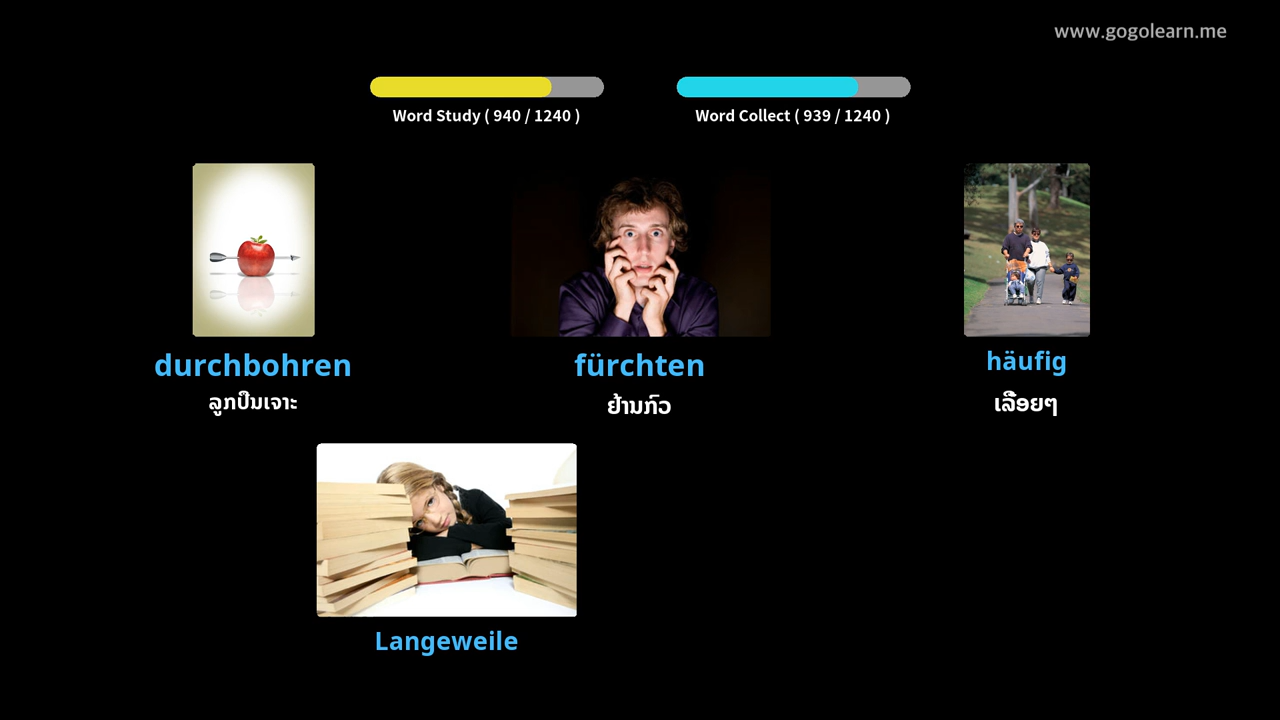 www.gogolearn.me
Word Study ( 940 / 1240 )
Word Collect ( 939 / 1240 )
durchbohren
fürchten
häufig
ລູກປືນເຈາະ
ຢ້ານກົວ
ເລື້ອຍໆ
Langeweile